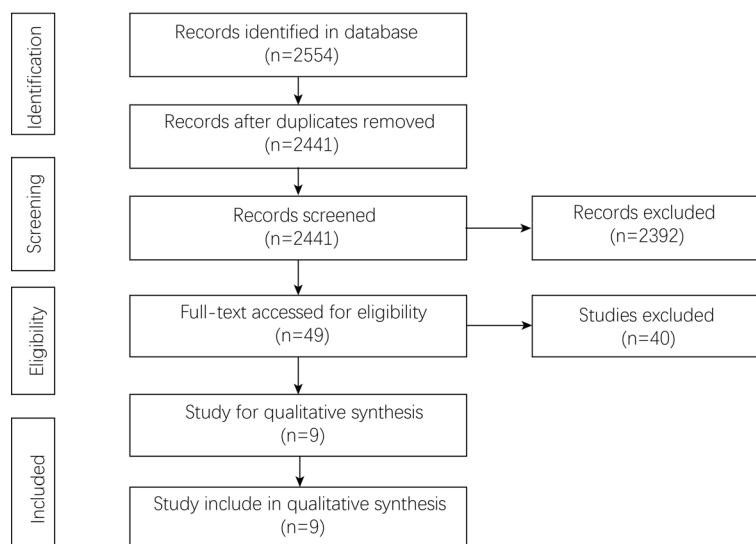 Identification
Records identified in database
(n=2554)
Records after duplicates removed
(n=2441)
Screening
Records screened
(n=2441)
Records excluded
(n=2392)
Eligibility
Full-text accessed for eligibility
(n=49)
Studies excluded
(n=40)
Included
Study for qualitative synthesis
(n=9)
Study include in qualitative synthesis
(n=9)